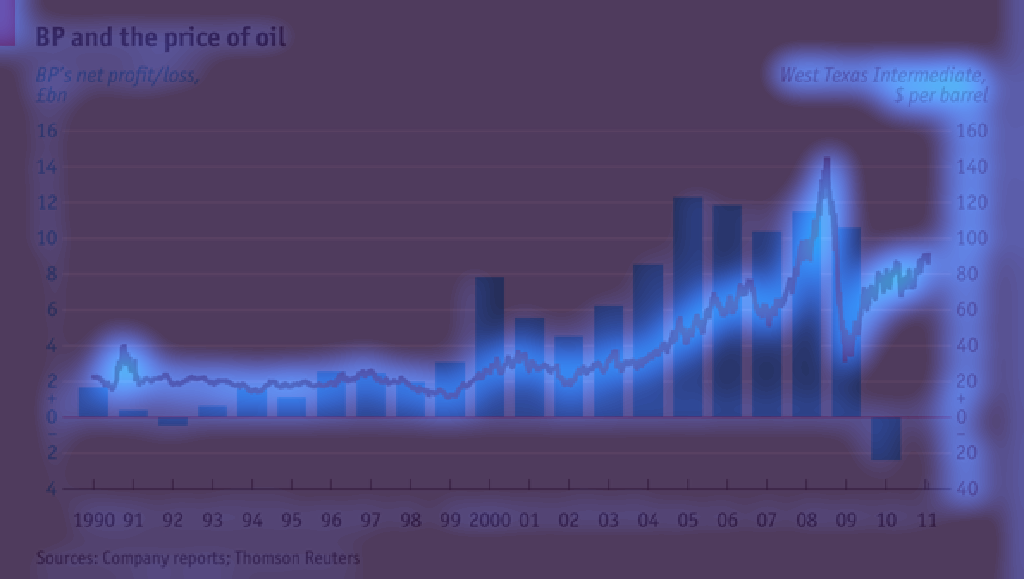 BP and the price of oil
BP's net profit/loss,
£bn
West Texas Intermediate,
$ per barrel
16 160
14 140
12 120
10 100
8 80
6 60
4 40
2 20
+ +
0 0
– –
2 20
4 40
1990 91 92 93 94 95 96 97 98 99 2000 01 02 03 04 05 06 07 08 09 10 11
Sources: Company reports; Thomson Reuters